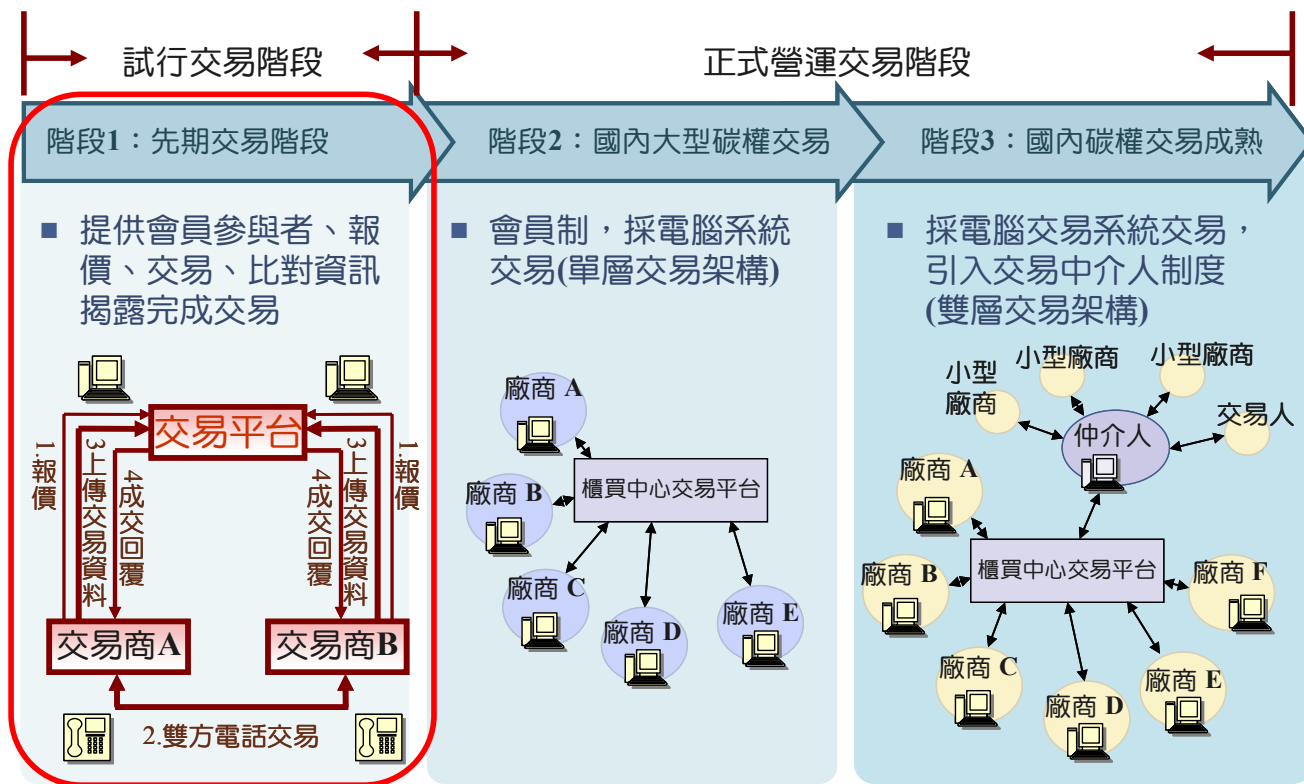 試行交易階段
正式營運交易階段
階段1：先期交易階段
階段2：國內大型碳權交易
階段3：國內碳權交易成熟
■ 提供會員參與者、報
價、交易、比對資訊
揭露完成交易
交易平台
1.報價
3上傳交易資料
4成交回覆
4成交回覆
3上傳交易資料
1.報價
交易商A
交易商B
2.雙方電話交易
■ 會員制，採電腦系統
交易(單層交易架構)
廠商 A
廠商 B
櫃買中心交易平台
廠商 C
廠商 D
廠商 E
■ 採電腦交易系統交易，
引入交易中介人制度
(雙層交易架構)
小型
廠商
小型廠商
小型廠商
交易人
仲介人
廠商 A
廠商 B
櫃買中心交易平台
廠商 F
廠商 C
廠商 D
廠商 E